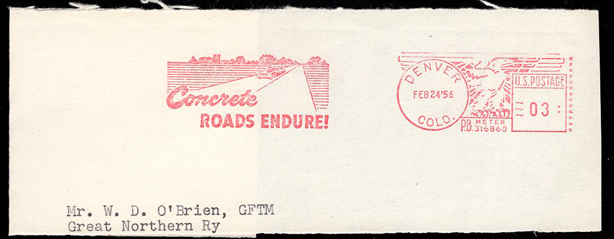 Concrete
ROADS ENDURE!
DENVER
FEB 24 '56
COLO.
U.S. POSTAGE
03
P.B. METER
316860
Mr. W. D. O'Brien, GFTM
Great Northern Ry